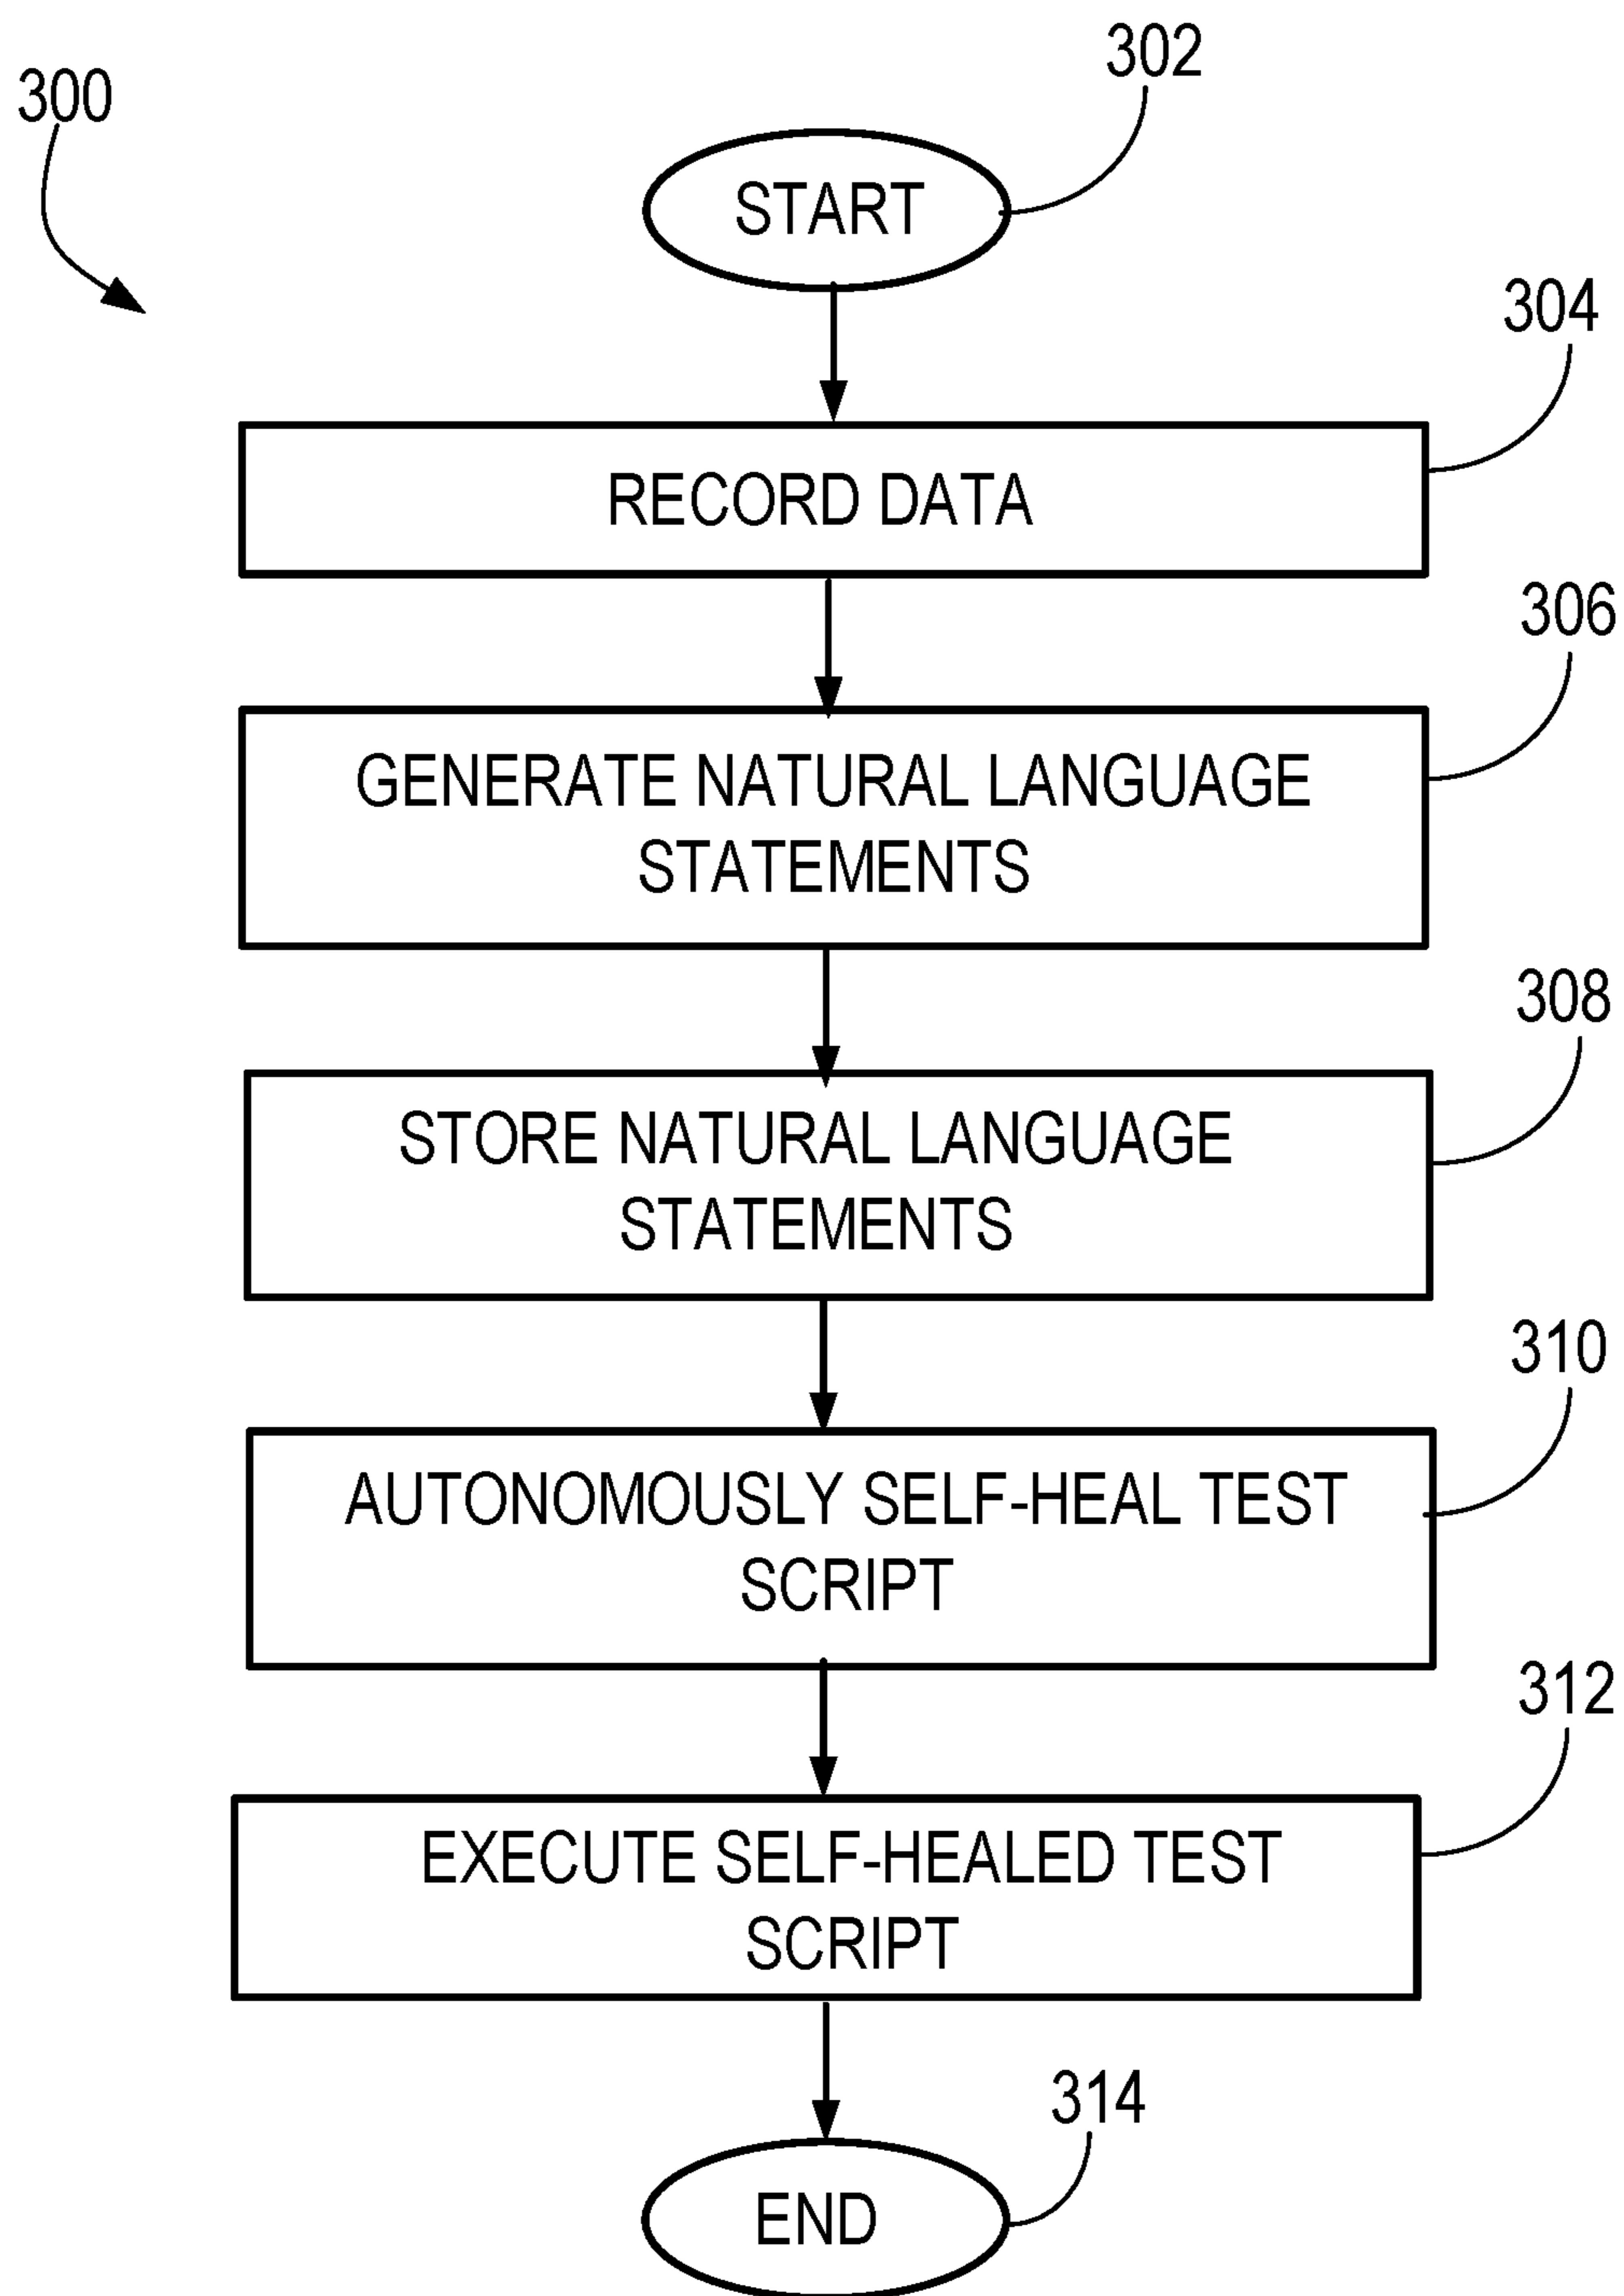 302
300
START
304
RECORD DATA
306
GENERATE NATURAL LANGUAGE
STATEMENTS
308
STORE NATURAL LANGUAGE
STATEMENTS
310
AUTONOMOUSLY SELF-HEAL TEST
SCRIPT
312
EXECUTE SELF-HEALED TEST
SCRIPT
314
END